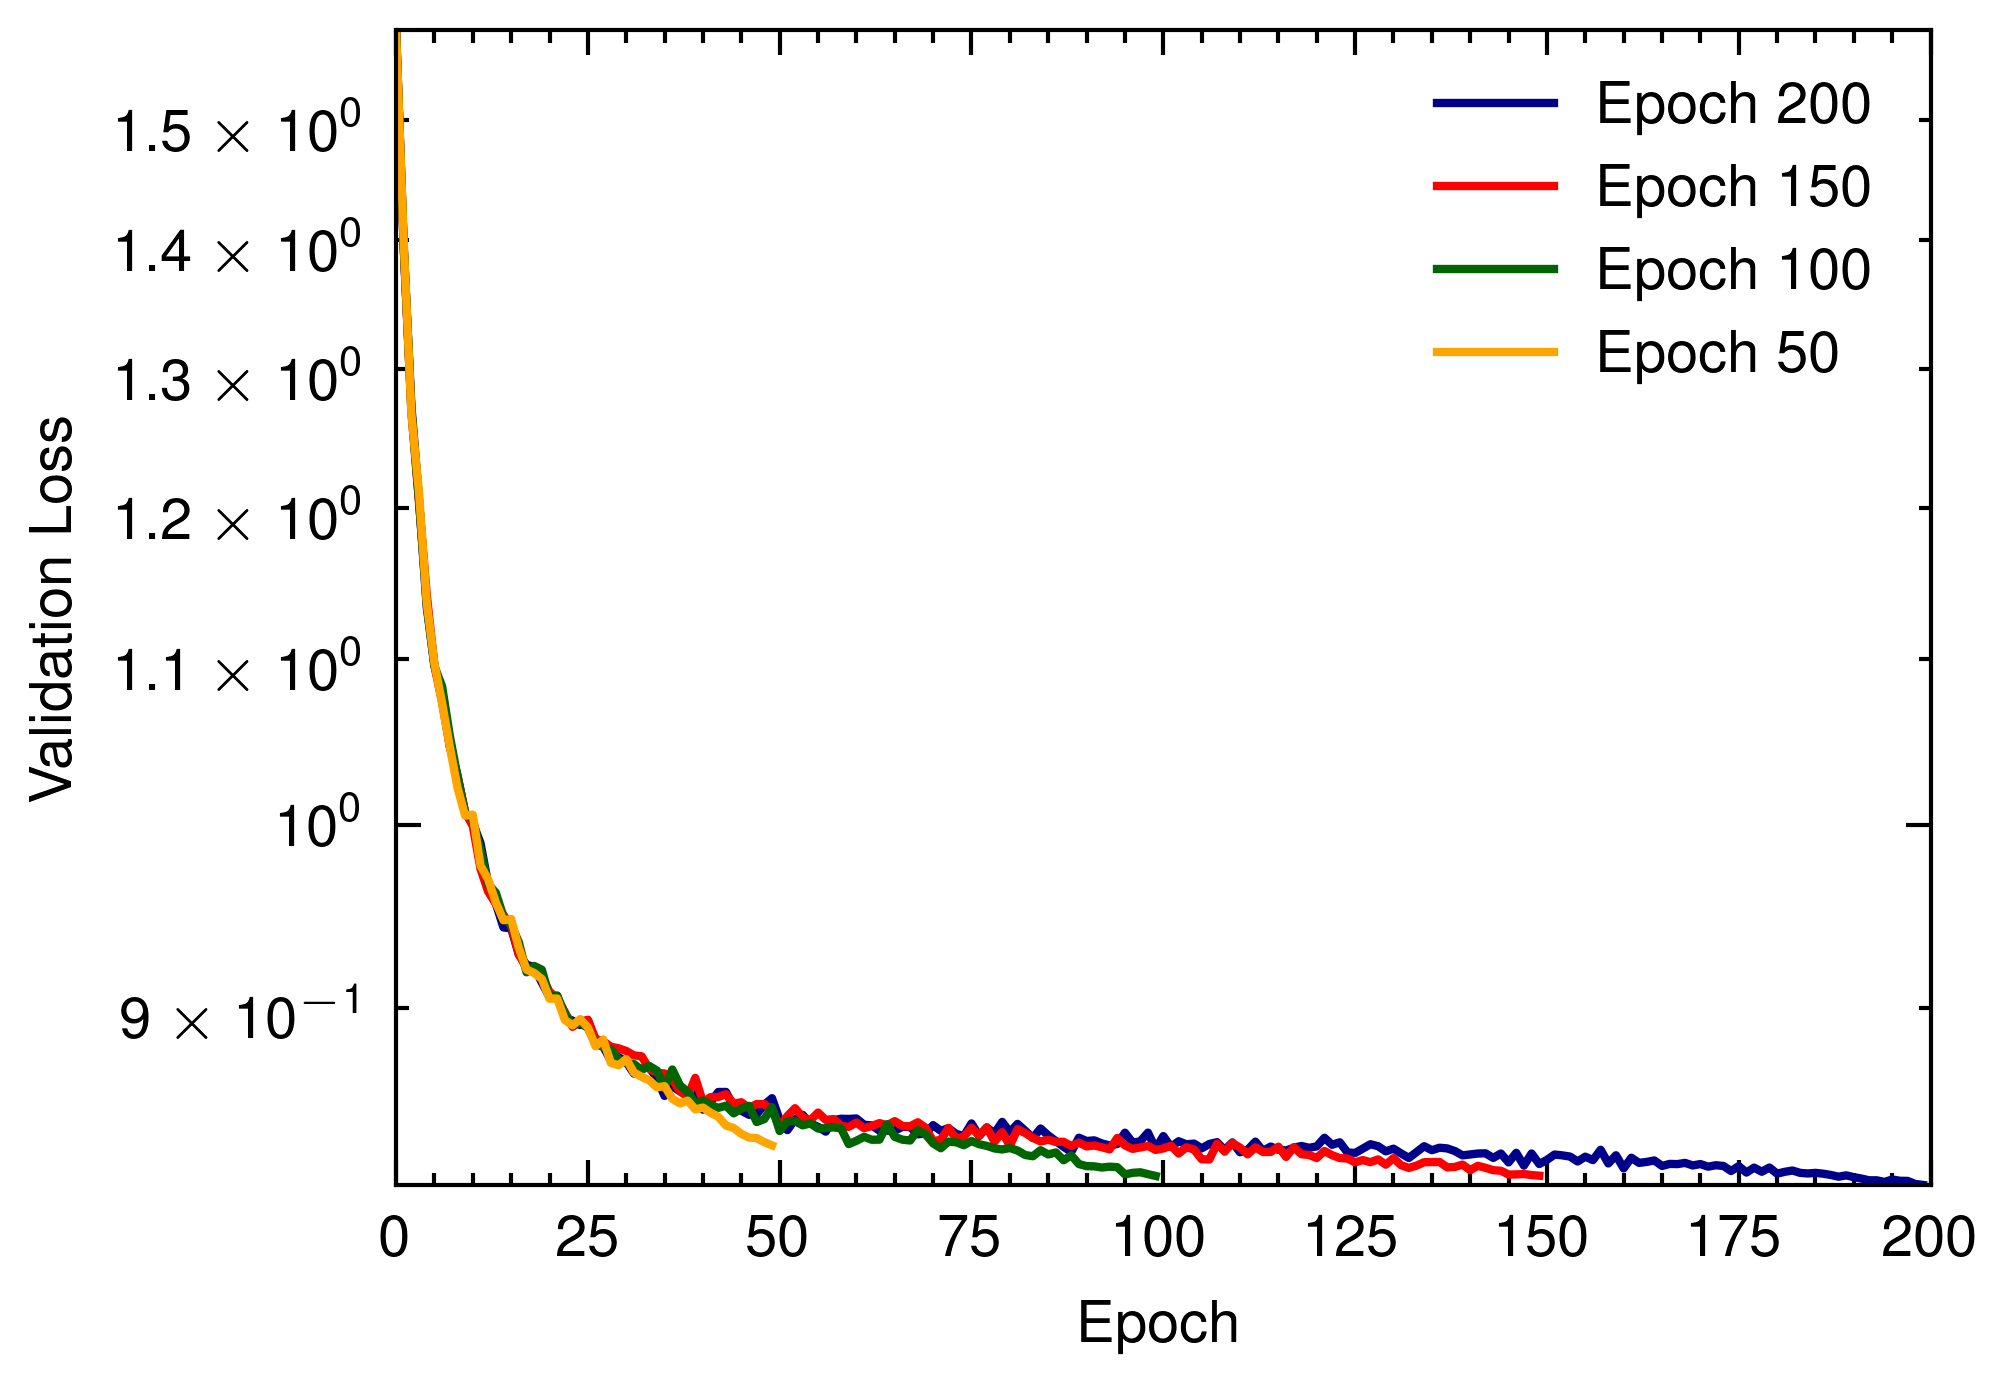 1.5 × 10⁰
1.4 × 10⁰
1.3 × 10⁰
1.2 × 10⁰
1.1 × 10⁰
10⁰
9 × 10⁻¹
Validation Loss
Epoch 200
Epoch 150
Epoch 100
Epoch 50
0 25 50 75 100 125 150 175 200
Epoch